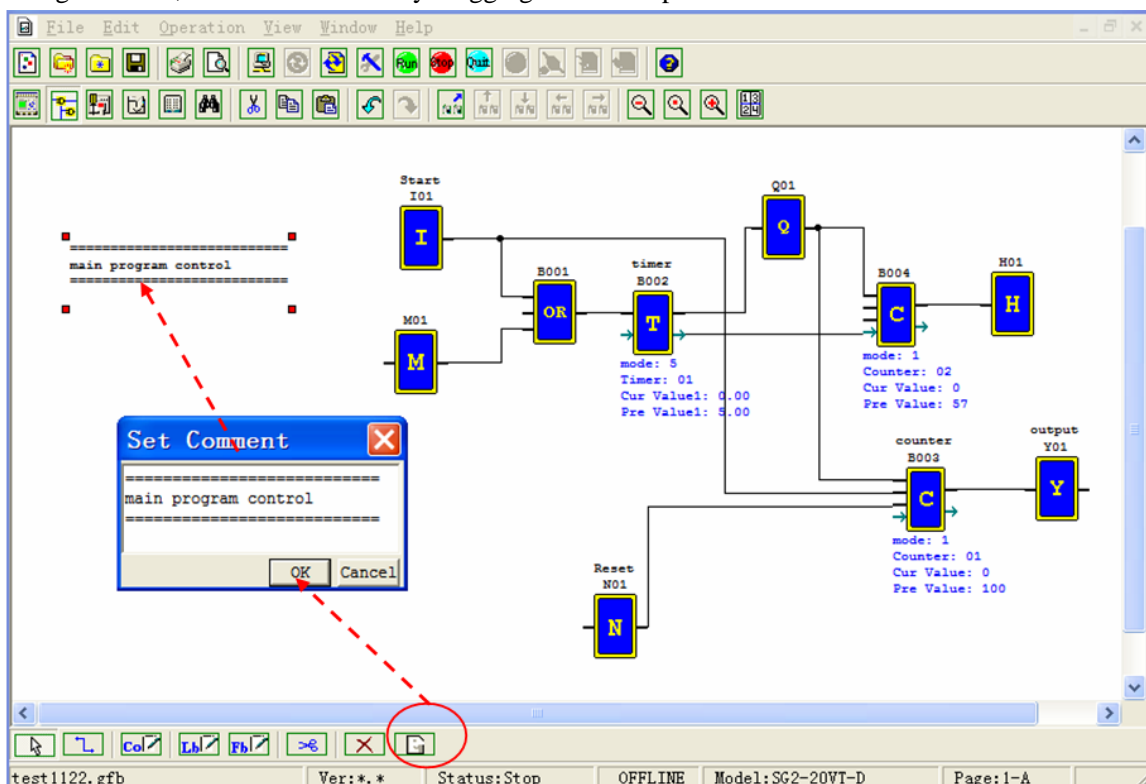 File Edit Operation View Window Help
Run Stop Quit
Start
I01
I
main program control
M01
M
B001
OR
timer
B002
T
mode: 5
Timer: 01
Cur Value1: 0.00
Pre Value1: 5.00
Q01
Q
B004
C
mode: 1
Counter: 02
Cur Value: 0
Pre Value: 57
H01
H
counter
B003
C
mode: 1
Counter: 01
Cur Value: 0
Pre Value: 100
output
Y01
Y
Set Comment
===========================
main program control
===========================
OK Cancel
Reset
N01
N
Co Lb Fb
test1122.gfb Ver:*.* Status:Stop OFFLINE Model:SG2-20VT-D Page:1-A